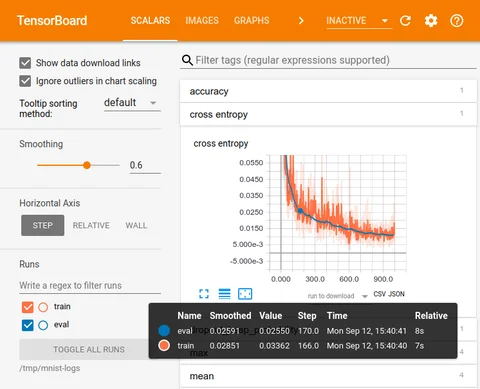 TensorBoard SCALARS IMAGES GRAPHS INACTIVE
Show data download links
Ignore outliers in chart scaling
Tooltip sorting method: default
Smoothing
0.6
Horizontal Axis
STEP RELATIVE WALL
Runs
Write a regex to filter runs
train
eval
TOGGLE ALL RUNS
/tmp/mnist-logs
Filter tags (regular expressions supported)
accuracy 1
cross entropy 1
cross entropy
0.0550
0.0450
0.0350
0.0250
0.0150
5.000e-3
-5.000e-3
0.000 300.0 600.0 900.0
run to download CSV JSON
Name Smoothed Value Step Time Relative
eval 0.02591 0.02550 170.0 Mon Sep 12, 15:40:41 8s
train 0.02851 0.03362 166.0 Mon Sep 12, 15:40:40 7s
max
mean 1